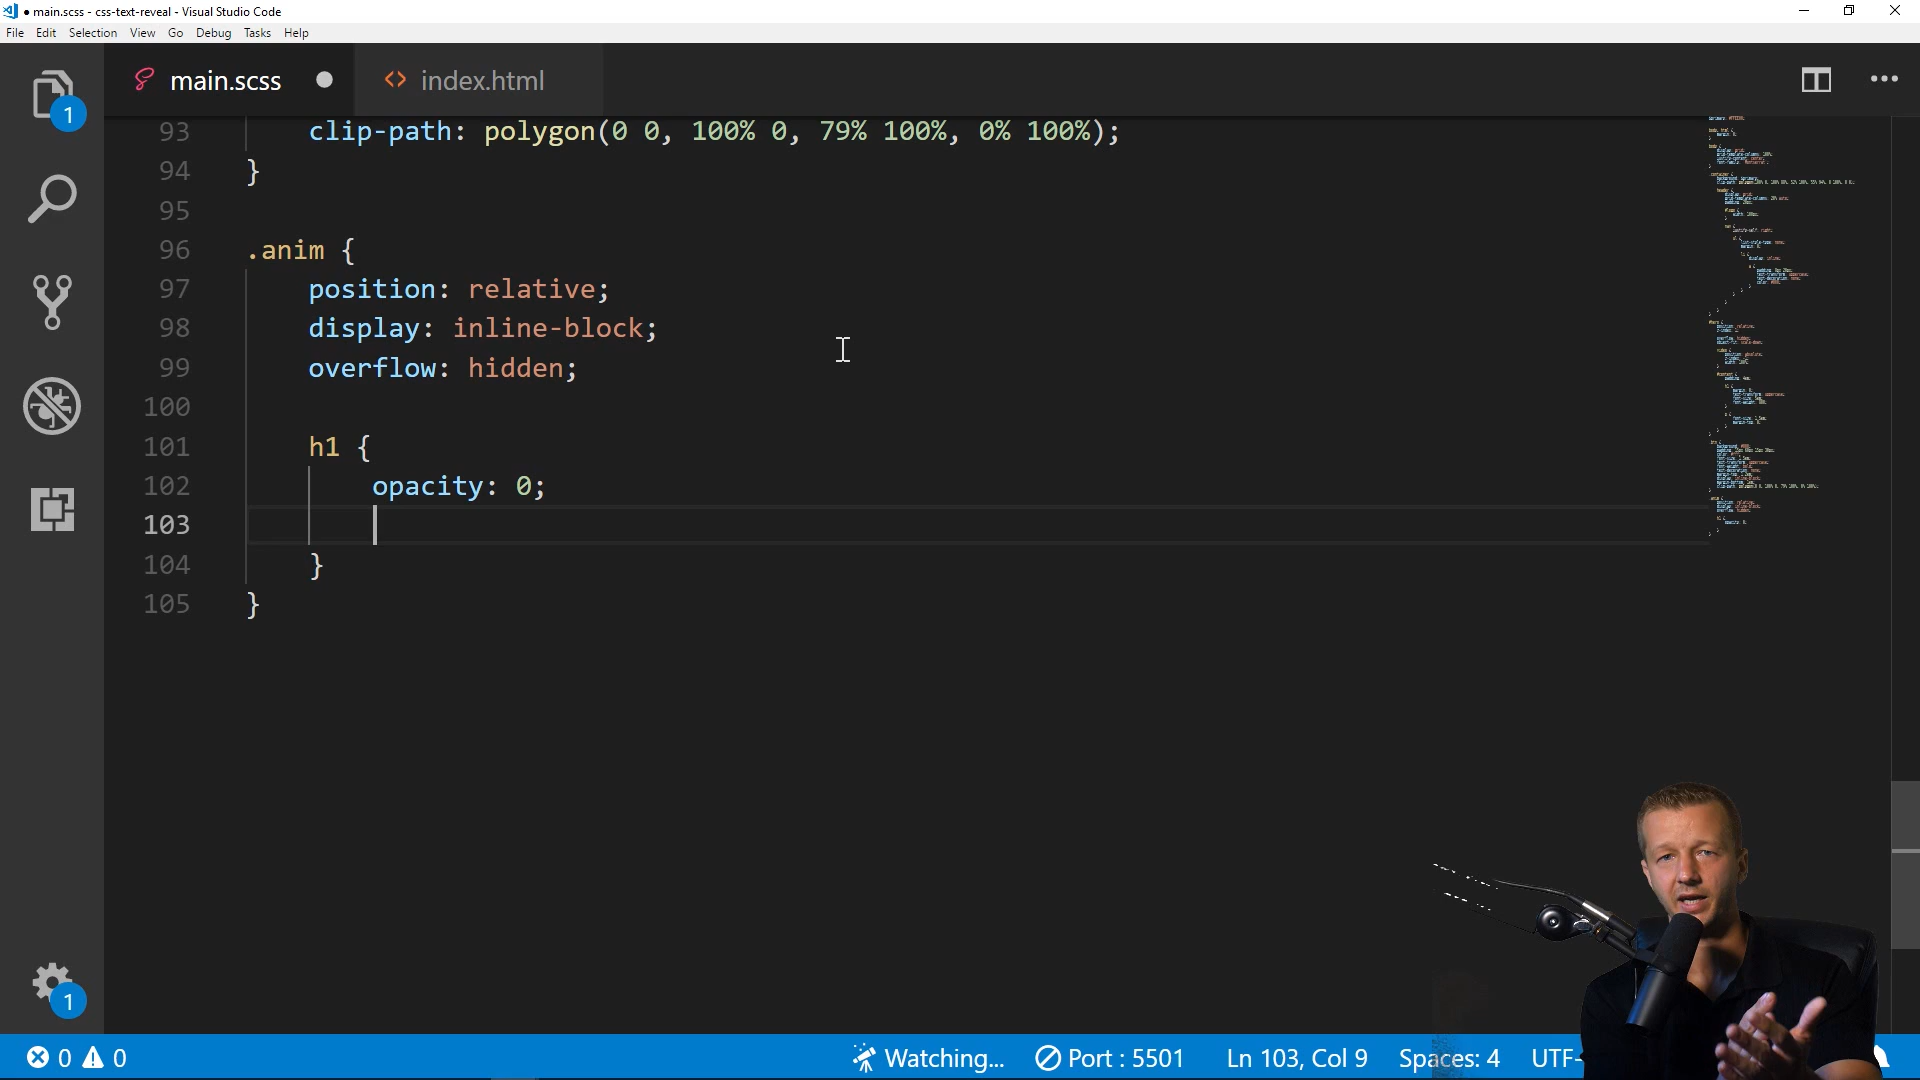 ● main.scss - css-text-reveal - Visual Studio Code
File Edit Selection View Go Debug Tasks Help
main.scss ● <> index.html
93 clip-path: polygon(0 0, 100% 0, 79% 100%, 0% 100%);
94 }
95
96 .anim {
97 position: relative;
98 display: inline-block;
99 overflow: hidden;
100
101 h1 {
102 opacity: 0;
103
104 }
105 }
1
1
0 0 Watching... Port : 5501 Ln 103, Col 9 Spaces: 4 UTF-